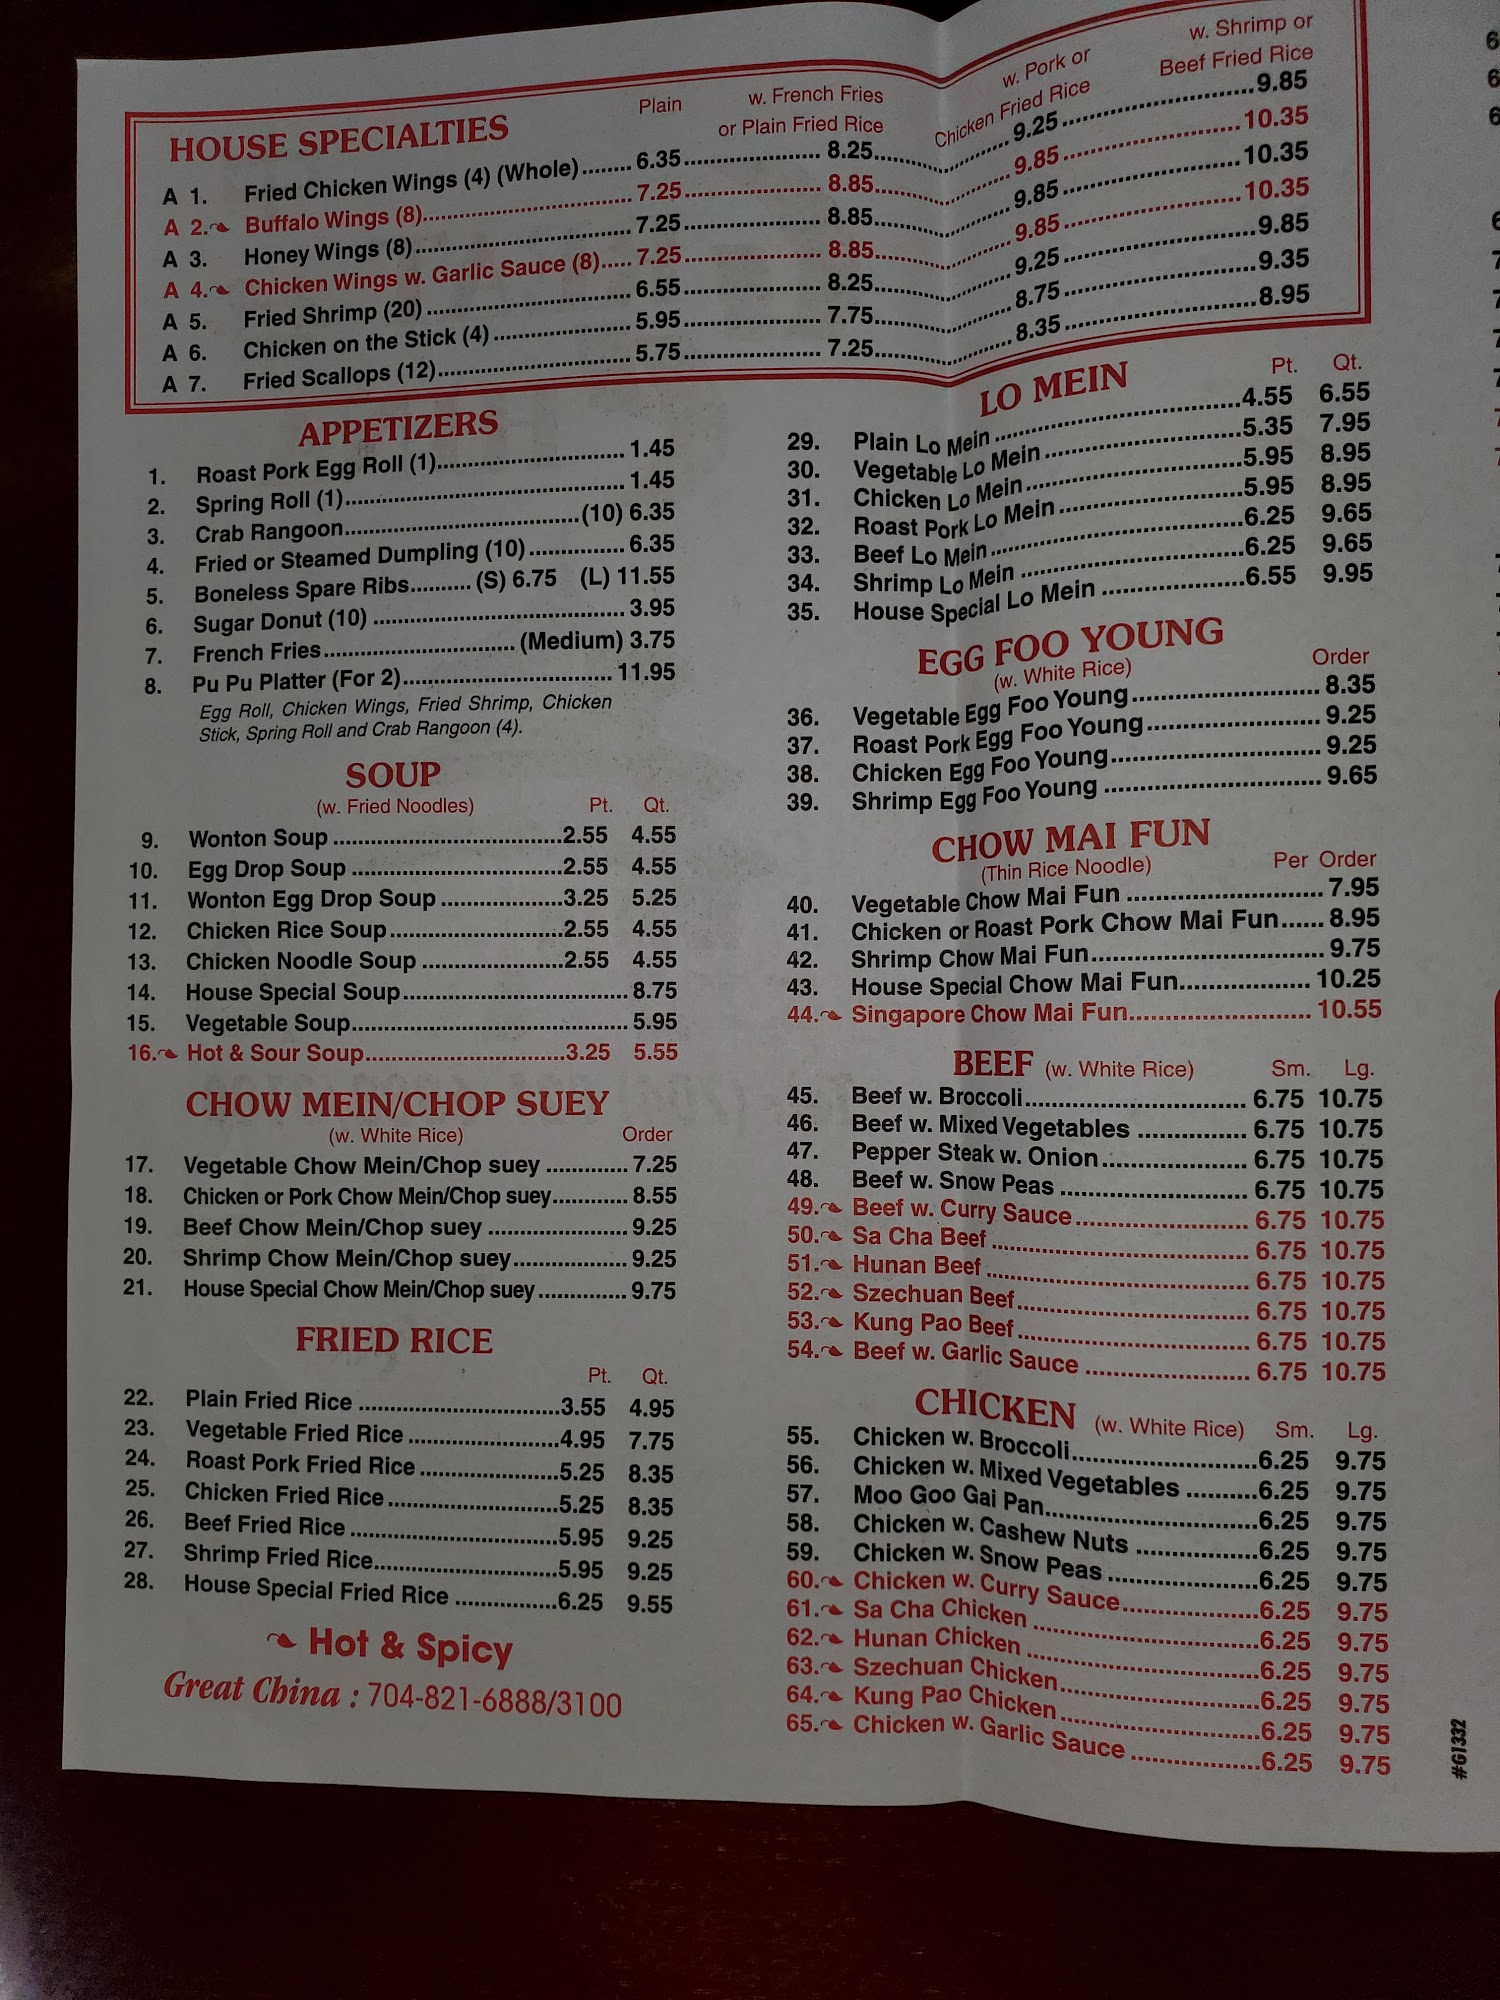 HOUSE SPECIALTIES
Plain
w. French Fries
or Plain Fried Rice
w. Pork or
Chicken Fried Rice
w. Shrimp or
Beef Fried Rice
A 1. Fried Chicken Wings (4) (Whole)........ 6.35........ 8.25........ 9.25........ 9.85
A 2. Buffalo Wings (8)........ 7.25........ 8.85........ 9.85........ 10.35
A 3. Honey Wings (8)........ 7.25........ 8.85........ 9.85........ 10.35
A 4. Chicken Wings w. Garlic Sauce (8)..... 7.25........ 8.85........ 9.85........ 10.35
A 5. Fried Shrimp (20)........ 6.55........ 8.25........ 9.25........ 9.85
A 6. Chicken on the Stick (4)........ 5.95........ 7.75........ 8.75........ 9.35
A 7. Fried Scallops (12)........ 5.75........ 7.25........ 8.35........ 8.95
APPETIZERS
1. Roast Pork Egg Roll (1)........ 1.45
2. Spring Roll (1)........ 1.45
3. Crab Rangoon........(10) 6.35
4. Fried or Steamed Dumpling (10)........ 6.35
5. Boneless Spare Ribs.......... (S) 6.75 (L) 11.55
6. Sugar Donut (10)........ 3.95
7. French Fries........ (Medium) 3.75
8. Pu Pu Platter (For 2)........ 11.95
Egg Roll, Chicken Wings, Fried Shrimp, Chicken
Stick, Spring Roll and Crab Rangoon (4).
SOUP
(w. Fried Noodles) Pt. Qt.
9. Wonton Soup........2.55 4.55
10. Egg Drop Soup........2.55 4.55
11. Wonton Egg Drop Soup........3.25 5.25
12. Chicken Rice Soup........2.55 4.55
13. Chicken Noodle Soup........2.55 4.55
14. House Special Soup........ 8.75
15. Vegetable Soup........ 5.95
16. Hot & Sour Soup........3.25 5.55
CHOW MEIN/CHOP SUEY
(w. White Rice) Order
17. Vegetable Chow Mein/Chop suey ............ 7.25
18. Chicken or Pork Chow Mein/Chop suey........... 8.55
19. Beef Chow Mein/Chop suey ........ 9.25
20. Shrimp Chow Mein/Chop suey........ 9.25
21. House Special Chow Mein/Chop suey............. 9.75
FRIED RICE
Pt. Qt.
22. Plain Fried Rice ........3.55 4.95
23. Vegetable Fried Rice ........4.95 7.75
24. Roast Pork Fried Rice ........5.25 8.35
25. Chicken Fried Rice ........5.25 8.35
26. Beef Fried Rice ........5.95 9.25
27. Shrimp Fried Rice........5.95 9.25
28. House Special Fried Rice ........6.25 9.55
Hot & Spicy
Great China : 704-821-6888/3100
LO MEIN Pt. Qt.
29. Plain Lo Mein ........4.55 6.55
30. Vegetable Lo Mein ........5.35 7.95
31. Chicken Lo Mein ........5.95 8.95
32. Roast Pork Lo Mein ........5.95 8.95
33. Beef Lo Mein ........6.25 9.65
34. Shrimp Lo Mein ........6.25 9.65
35. House Special Lo Mein ........6.55 9.95
EGG FOO YOUNG
(w. White Rice) Order
36. Vegetable Egg Foo Young........ 8.35
37. Roast Pork Egg Foo Young........ 9.25
38. Chicken Egg Foo Young........ 9.25
39. Shrimp Egg Foo Young ........ 9.65
CHOW MAI FUN
(Thin Rice Noodle) Per Order
40. Vegetable Chow Mai Fun ........ 7.95
41. Chicken or Roast Pork Chow Mai Fun...... 8.95
42. Shrimp Chow Mai Fun........ 9.75
43. House Special Chow Mai Fun........ 10.25
44. Singapore Chow Mai Fun........ 10.55
BEEF (w. White Rice) Sm. Lg.
45. Beef w. Broccoli........ 6.75 10.75
46. Beef w. Mixed Vegetables ........ 6.75 10.75
47. Pepper Steak w. Onion........ 6.75 10.75
48. Beef w. Snow Peas ........ 6.75 10.75
49. Beef w. Curry Sauce........ 6.75 10.75
50. Sa Cha Beef ........ 6.75 10.75
51. Hunan Beef ........ 6.75 10.75
52. Szechuan Beef........ 6.75 10.75
53. Kung Pao Beef........ 6.75 10.75
54. Beef w. Garlic Sauce ........ 6.75 10.75
CHICKEN (w. White Rice) Sm. Lg.
55. Chicken w. Broccoli........6.25 9.75
56. Chicken w. Mixed Vegetables ..........6.25 9.75
57. Moo Goo Gai Pan........6.25 9.75
58. Chicken w. Cashew Nuts ........6.25 9.75
59. Chicken w. Snow Peas ........6.25 9.75
60. Chicken w. Curry Sauce........6.25 9.75
61. Sa Cha Chicken ........6.25 9.75
62. Hunan Chicken ........6.25 9.75
63. Szechuan Chicken........6.25 9.75
64. Kung Pao Chicken ........6.25 9.75
65. Chicken w. Garlic Sauce ........6.25 9.75
#G1332